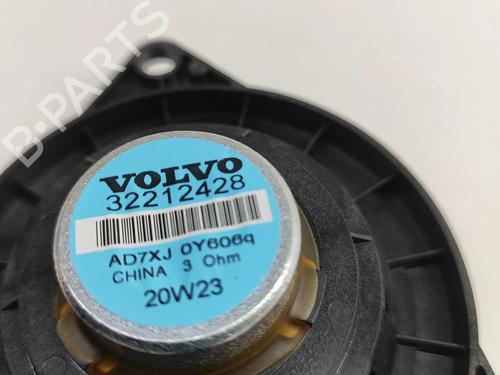 B-PARTS
VOLVO
32212428
AD7XJ 0Y606q
CHINA 3 Ohm
20W23